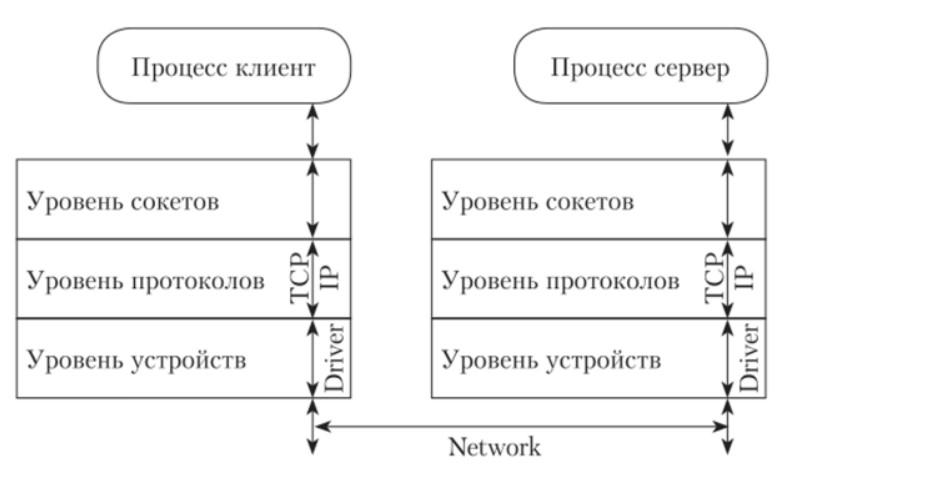 Процесс клиент
Процесс сервер
Уровень сокетов
Уровень сокетов
Уровень протоколов
TCP
IP
Уровень протоколов
TCP
IP
Уровень устройств
Driver
Уровень устройств
Driver
Network